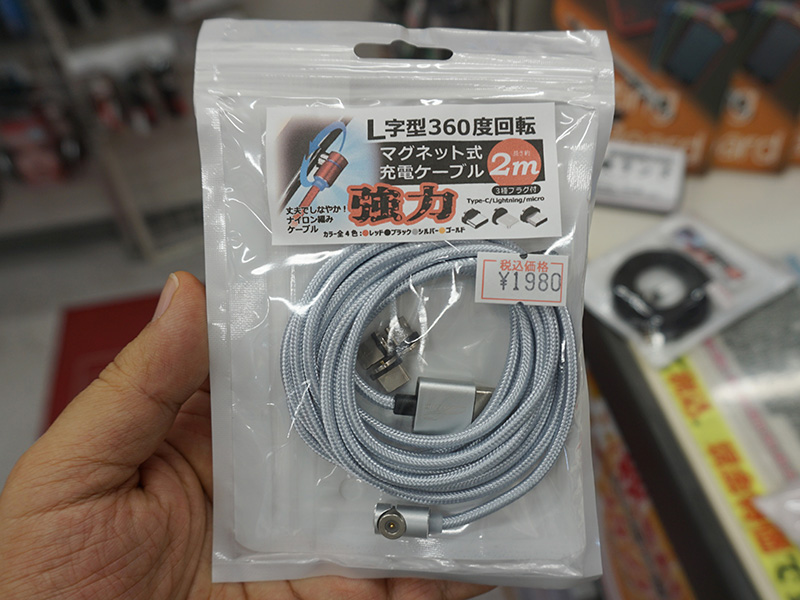 L字型360度回転
マグネット式
充電ケーブル
長さ約
2m
強力
3種プラグ付
Type-C/Lightning/micro
丈夫でしなやか!
ナイロン編み
ケーブル
カラー全4色:●レッド●ブラック●シルバー●ゴールド
税込価格
¥1980